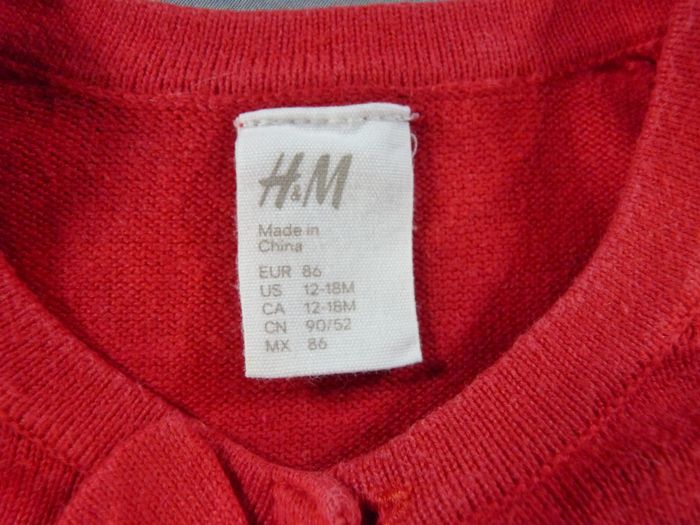 H&M
Made in
China
EUR 86
US 12-18M
CA 12-18M
CN 90/52
MX 86